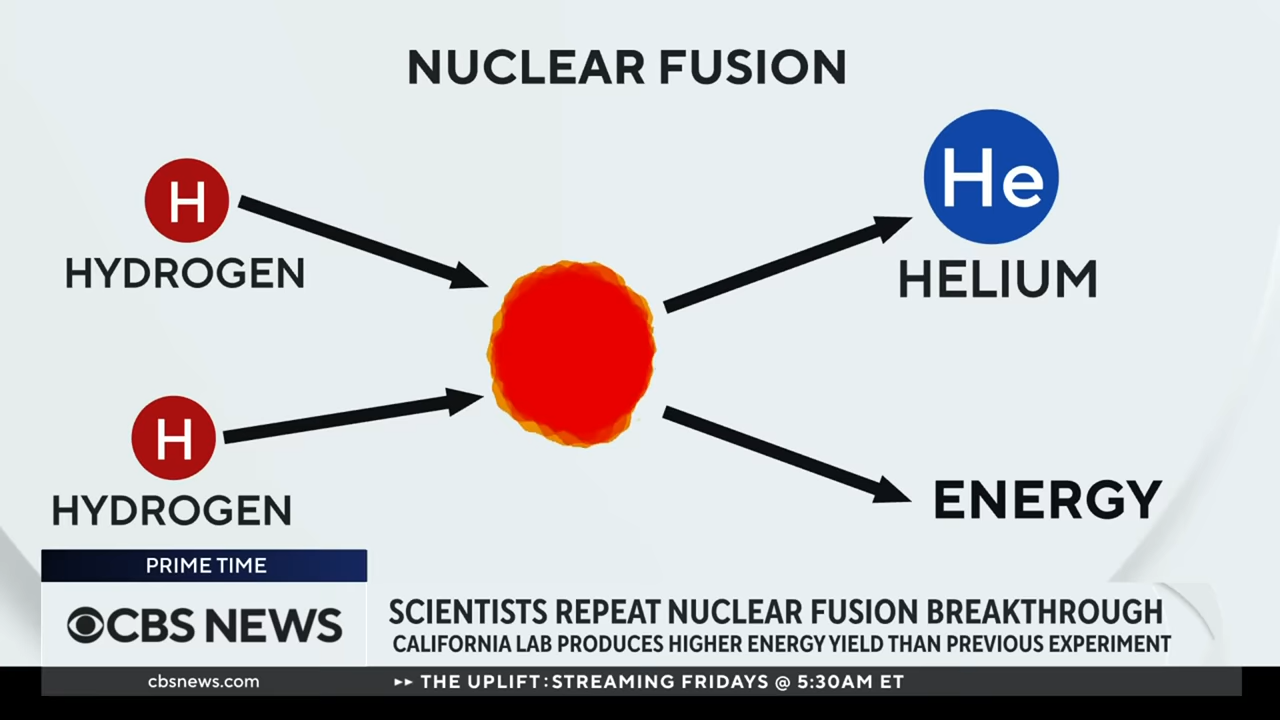 NUCLEAR FUSION
H
HYDROGEN
He
HELIUM
H
HYDROGEN
ENERGY
PRIME TIME
CBS NEWS
SCIENTISTS REPEAT NUCLEAR FUSION BREAKTHROUGH
CALIFORNIA LAB PRODUCES HIGHER ENERGY YIELD THAN PREVIOUS EXPERIMENT
cbsnews.com
THE UPLIFT: STREAMING FRIDAYS @ 5:30AM ET